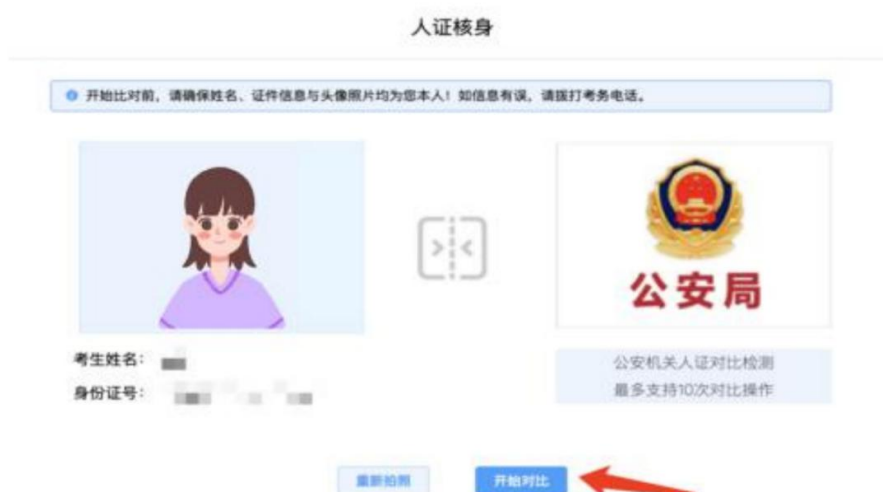 人证核身
开始比对前，请确保姓名、证件信息与头像照片均为您本人！如信息有误，请拨打考务电话。
公安局
考生姓名：
身份证号：
公安机关人证对比检测
最多支持10次对比操作
重新拍照
开始对比